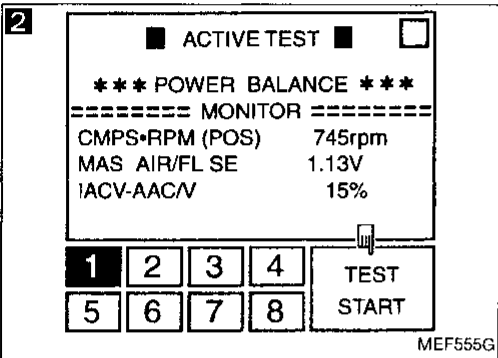 2
■ ACTIVE TEST ■
*** POWER BALANCE ***
======== MONITOR ========
CMPS•RPM (POS) 745rpm
MAS AIR/FL SE 1.13V
IACV-AAC/V 15%
1 2 3 4
TEST
START
5 6 7 8
MEF555G